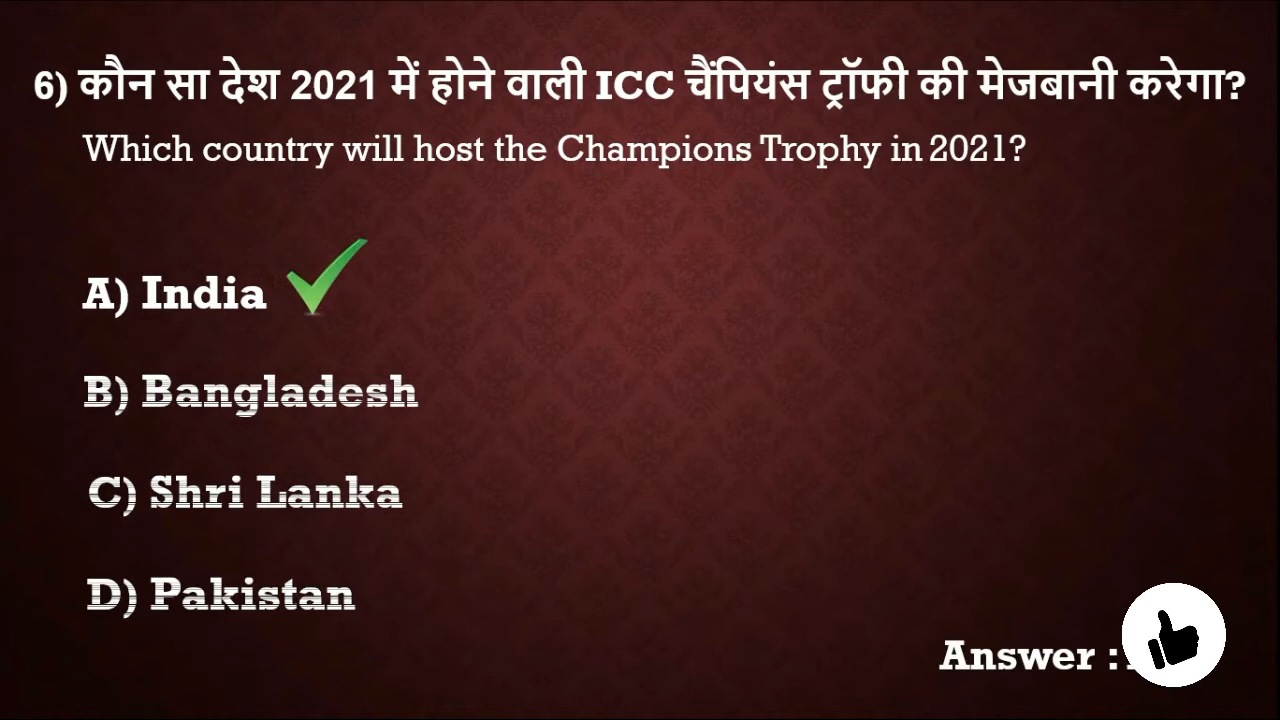 6) कौन सा देश 2021 में होने वाली ICC चैंपियंस ट्रॉफी की मेजबानी करेगा?
Which country will host the Champions Trophy in 2021?
A) India
B) Bangladesh
C) Shri Lanka
D) Pakistan
Answer :